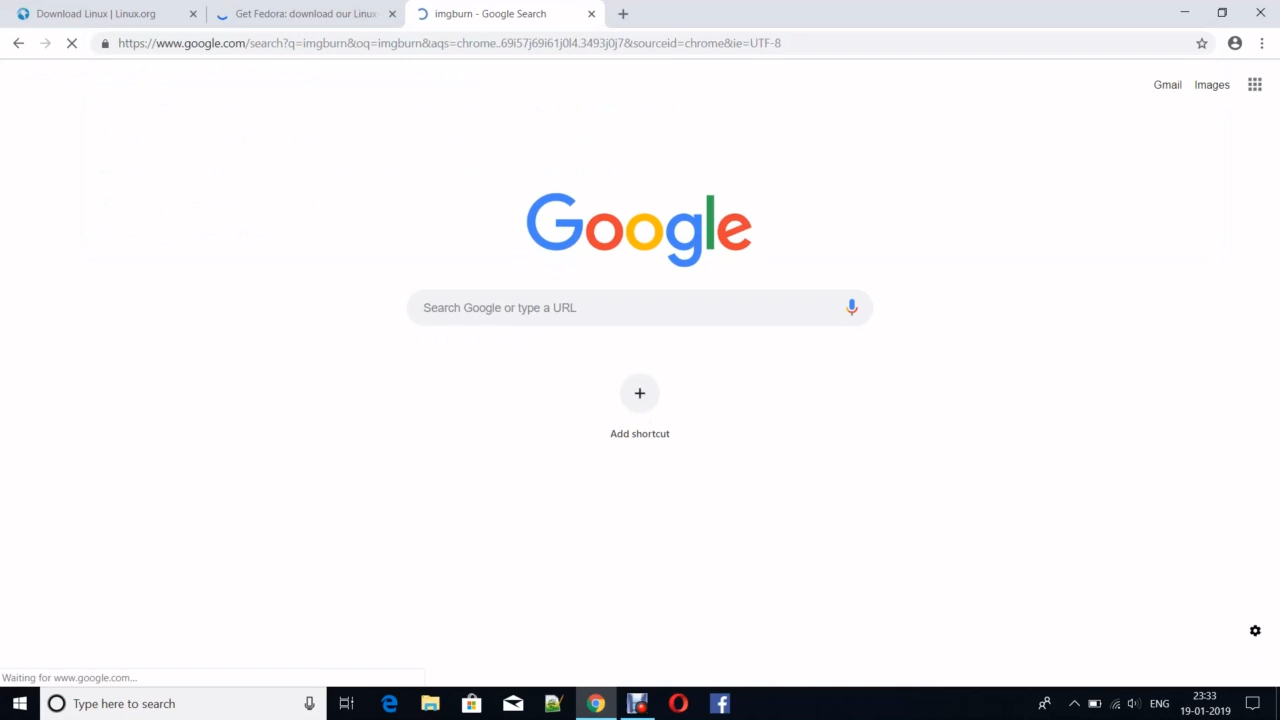 Download Linux | Linux.org
Get Fedora: download our Linux
imgburn - Google Search
https://www.google.com/search?q=imgburn&oq=imgburn&aqs=chrome..69i57j69i61j0l4.3493j0j7&sourceid=chrome&ie=UTF-8
Gmail Images
Google
Search Google or type a URL
Add shortcut
Waiting for www.google.com...
Type here to search
ENG
23:33
19-01-2019